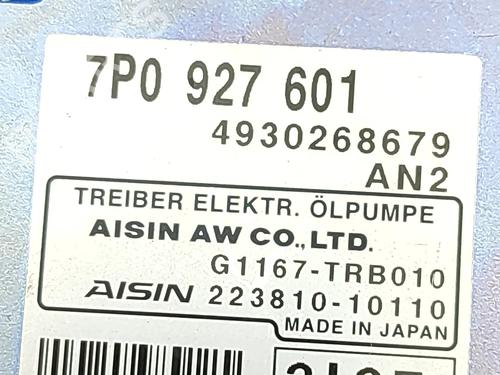 7P0 927 601
4930268679
AN2
TREIBER ELEKTR. ÖLPUMPE
AISIN AW CO., LTD.
G1167-TRB010
AISIN 223810-10110
MADE IN JAPAN